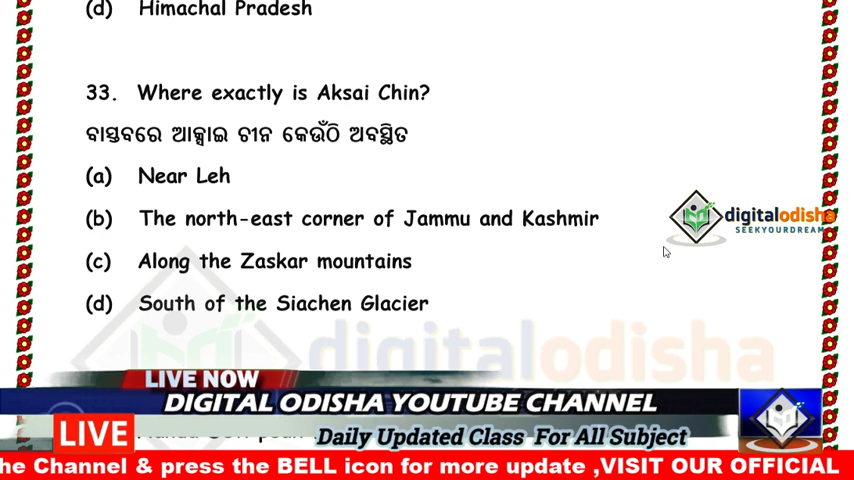 (d) Himachal Pradesh
33. Where exactly is Aksai Chin?
ବାସ୍ତବରେ ଆକ୍ସାଇ ଚୀନ କେଉଁଠି ଅବସ୍ଥିତ
(a) Near Leh
(b) The north-east corner of Jammu and Kashmir
(c) Along the Zaskar mountains
(d) South of the Siachen Glacier
digitalodisha
SEEKYOURDREAM
digitalodisha
LIVE NOW
DIGITAL ODISHA YOUTUBE CHANNEL
LIVE
Daily Updated Class For All Subject
he Channel & press the BELL icon for more update ,VISIT OUR OFFICIAL